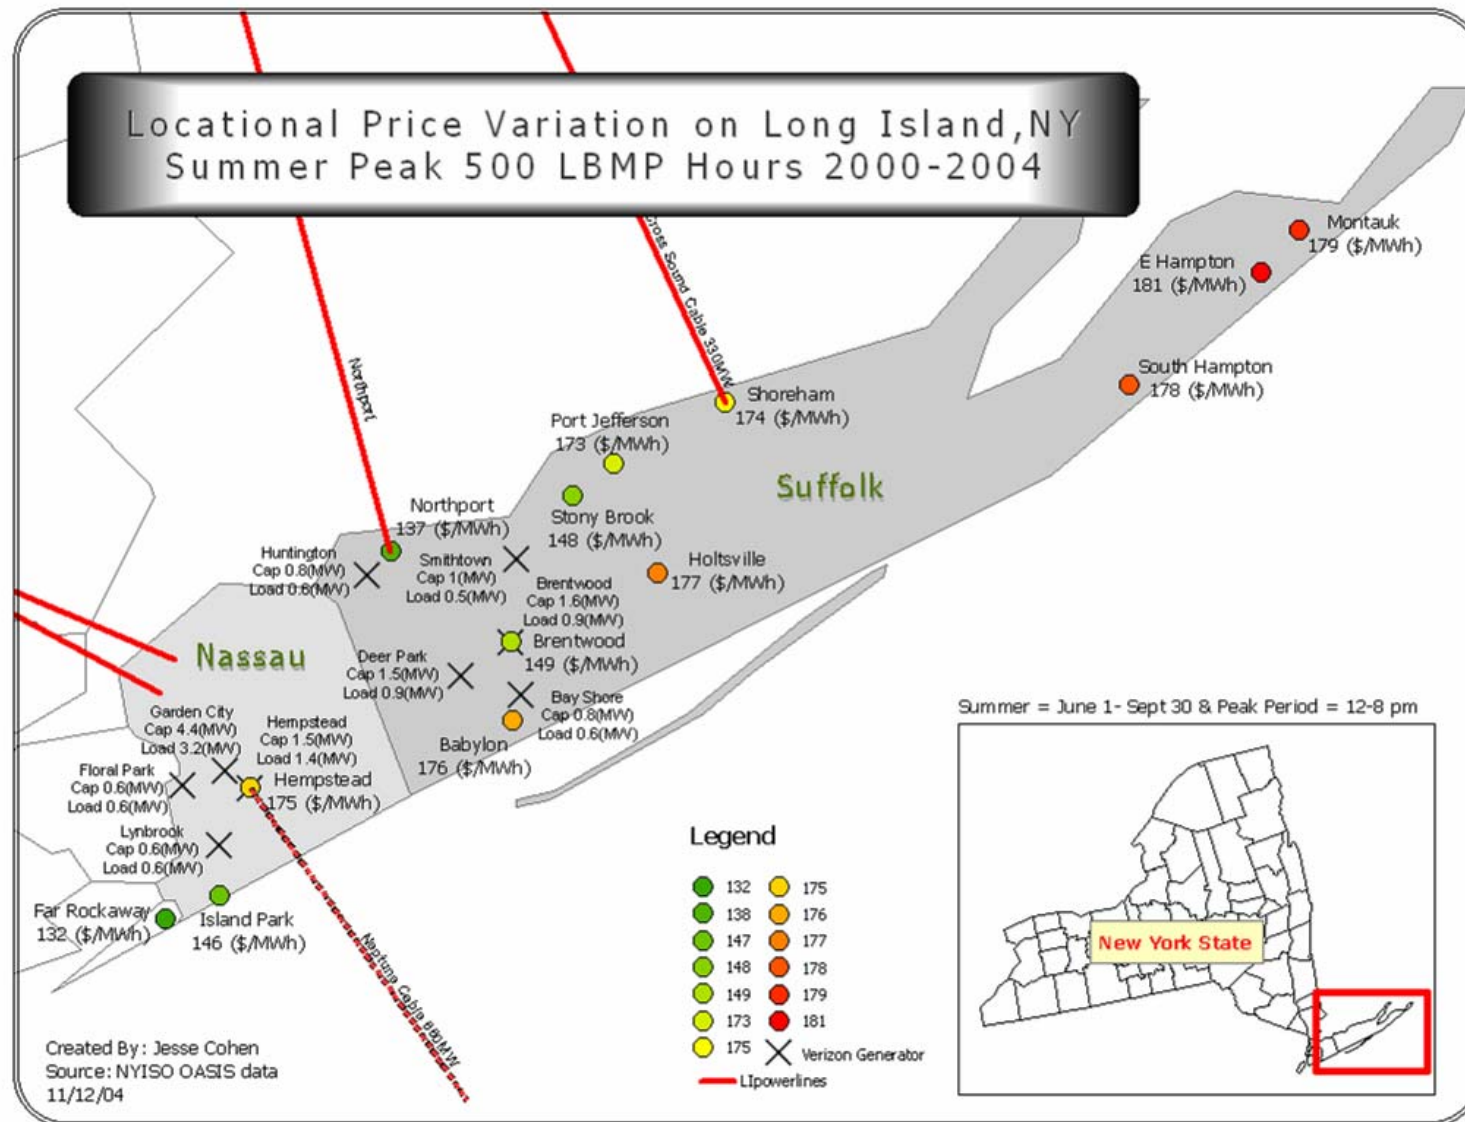 Locational Price Variation on Long Island,NY
Summer Peak 500 LBMP Hours 2000-2004
Montauk
179 ($/MWh)
E Hampton
181 ($/MWh)
South Hampton
178 ($/MWh)
Cross Sound Cable 330MW
Northport
Shoreham
174 ($/MWh)
Port Jefferson
173 ($/MWh)
Suffolk
Northport
137 ($/MWh)
Stony Brook
148 ($/MWh)
Huntington
Cap 0.8(MW)
Load 0.6(MW)
Smithtown
Cap 1(MW)
Load 0.5(MW)
Holtsville
177 ($/MWh)
Brentwood
Cap 1.6(MW)
Load 0.9(MW)
Brentwood
149 ($/MWh)
Nassau
Deer Park
Cap 1.5(MW)
Load 0.9(MW)
Bay Shore
Cap 0.8(MW)
Load 0.6(MW)
Babylon
176 ($/MWh)
Garden City
Cap 4.4(MW)
Load 3.2(MW)
Hempstead
Cap 1.5(MW)
Load 1.4(MW)
Hempstead
175 ($/MWh)
Floral Park
Cap 0.6(MW)
Load 0.6(MW)
Lynbrook
Cap 0.6(MW)
Load 0.6(MW)
Far Rockaway
132 ($/MWh)
Island Park
146 ($/MWh)
Neptune Cable 660MW
Summer = June 1- Sept 30 & Peak Period = 12-8 pm
New York State
Legend
132
138
147
148
149
173
175
175
176
177
178
179
181
Verizon Generator
LIpowerlines
Created By: Jesse Cohen
Source: NYISO OASIS data
11/12/04